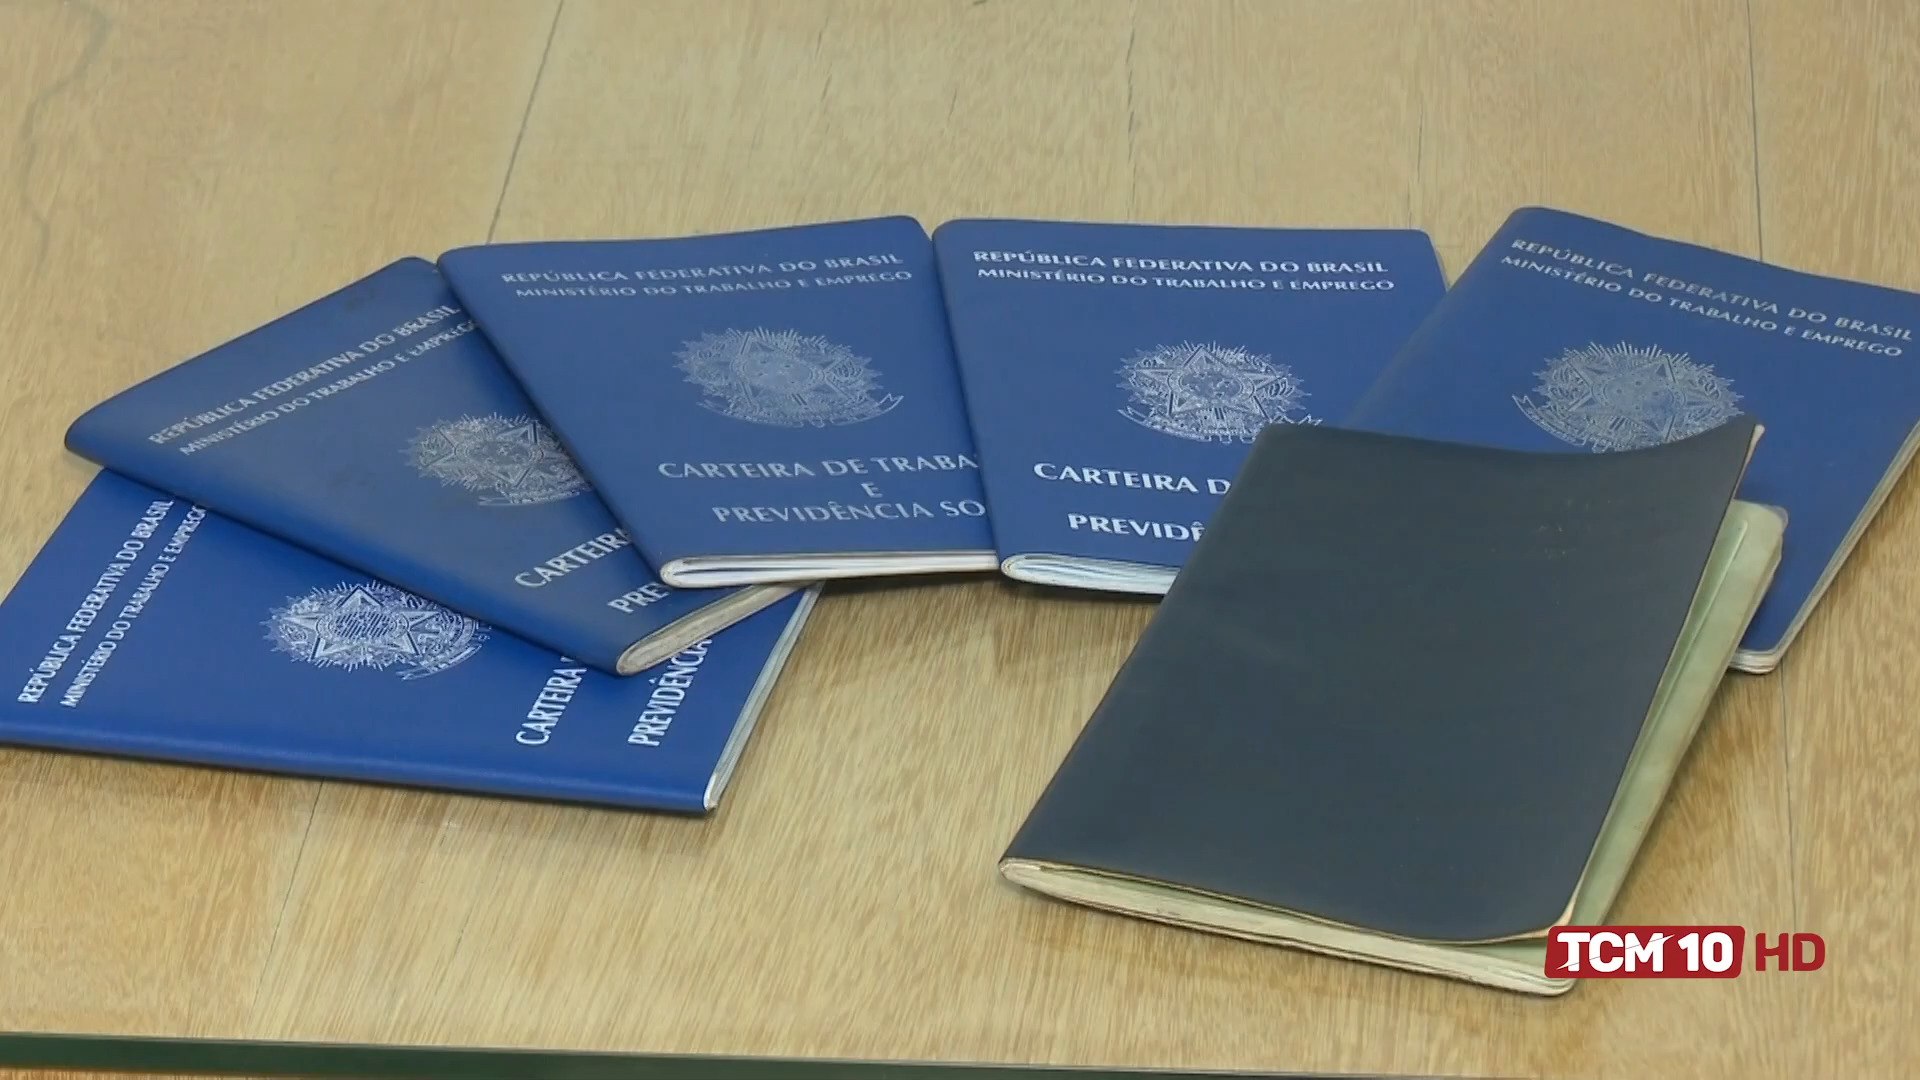 REPÚBLICA FEDERATIVA DO BRASIL
MINISTÉRIO DO TRABALHO E EMPREGO
CARTEIRA
PREVIDÊNCIA
REPÚBLICA FEDERATIVA DO BRASIL
MINISTÉRIO DO TRABALHO E EMPREGO
CARTEIRA
PRE
REPÚBLICA FEDERATIVA DO BRASIL
MINISTÉRIO DO TRABALHO E EMPREGO
CARTEIRA DE TRABA
E
PREVIDÊNCIA SO
REPÚBLICA FEDERATIVA DO BRASIL
MINISTÉRIO DO TRABALHO E EMPREGO
CARTEIRA D
PREVIDÊ
REPÚBLICA FEDERATIVA DO BRASIL
MINISTÉRIO DO TRABALHO E EMPREGO
TCM 10 HD